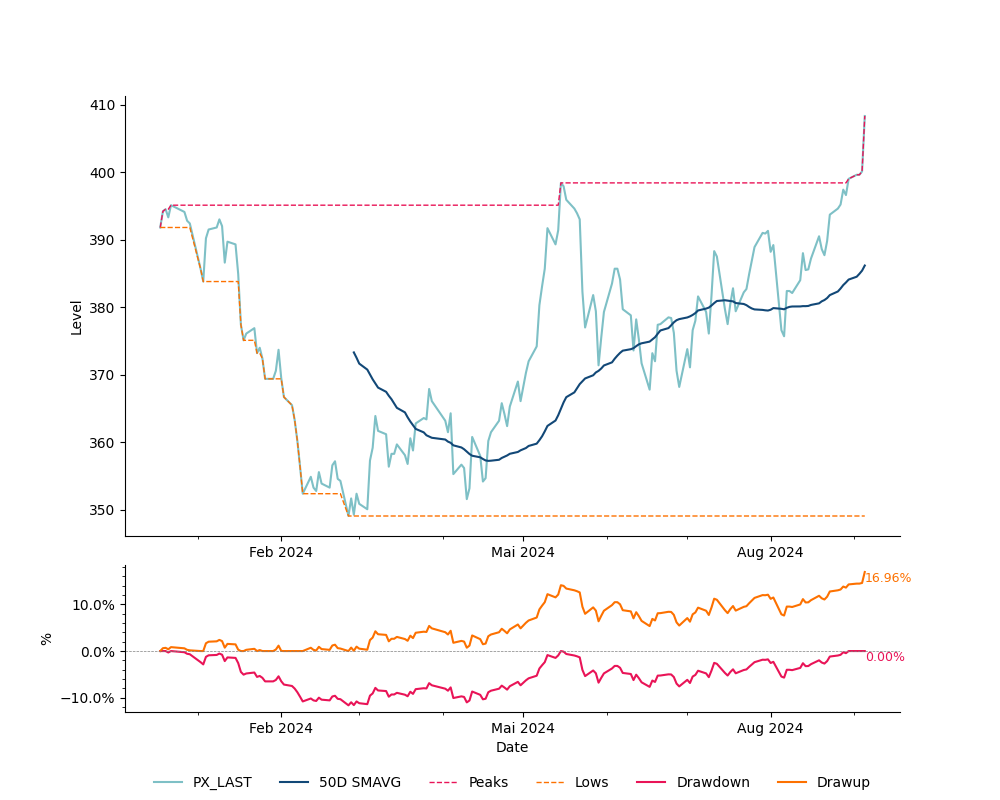 410
400
390
380
370
360
350
Level
Feb 2024
Mai 2024
Aug 2024
16.96%
10.0%
0.0%
0.00%
−10.0%
%
Feb 2024
Mai 2024
Aug 2024
Date
PX_LAST
50D SMAVG
Peaks
Lows
Drawdown
Drawup